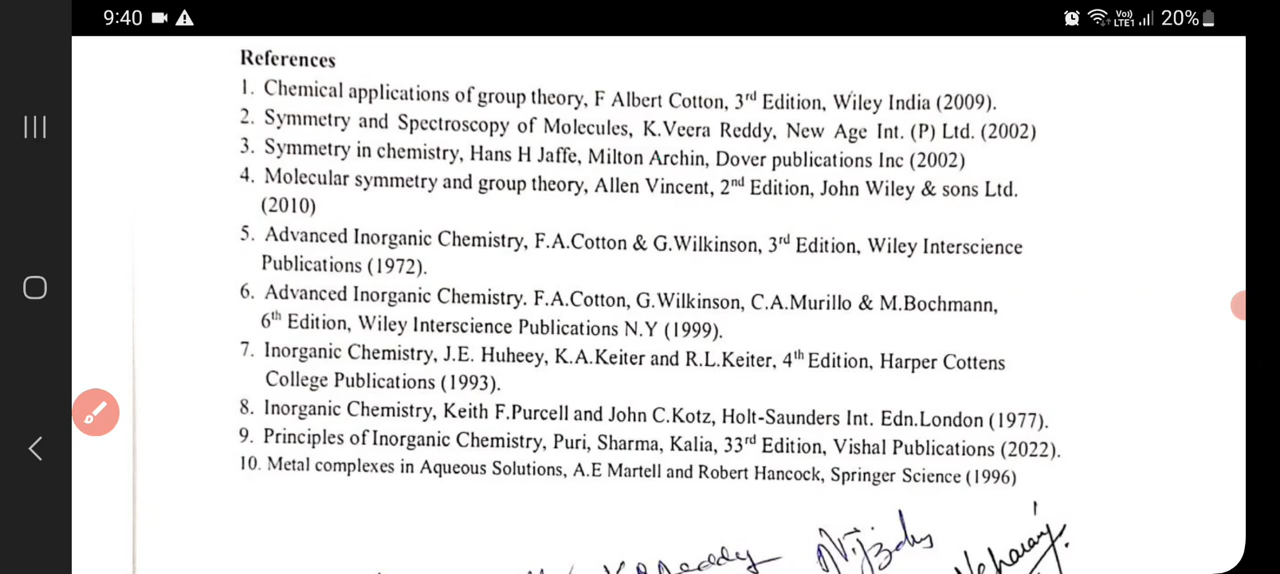 9:40
Vo)) LTE1 20%
References
1. Chemical applications of group theory, F Albert Cotton, 3rd Edition, Wiley India (2009).
2. Symmetry and Spectroscopy of Molecules, K.Veera Reddy, New Age Int. (P) Ltd. (2002)
3. Symmetry in chemistry, Hans H Jaffe, Milton Archin, Dover publications Inc (2002)
4. Molecular symmetry and group theory, Allen Vincent, 2nd Edition, John Wiley & sons Ltd.
(2010)
5. Advanced Inorganic Chemistry, F.A.Cotton & G.Wilkinson, 3rd Edition, Wiley Interscience
Publications (1972).
6. Advanced Inorganic Chemistry. F.A.Cotton, G.Wilkinson, C.A.Murillo & M.Bochmann,
6th Edition, Wiley Interscience Publications N.Y (1999).
7. Inorganic Chemistry, J.E. Huheey, K.A.Keiter and R.L.Keiter, 4th Edition, Harper Cottens
College Publications (1993).
8. Inorganic Chemistry, Keith F.Purcell and John C.Kotz, Holt-Saunders Int. Edn.London (1977).
9. Principles of Inorganic Chemistry, Puri, Sharma, Kalia, 33rd Edition, Vishal Publications (2022).
10. Metal complexes in Aqueous Solutions, A.E Martell and Robert Hancock, Springer Science (1996)